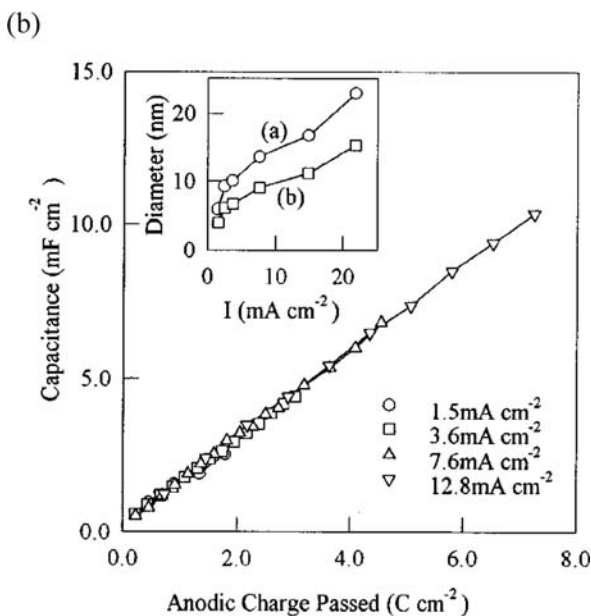 (b)
15.0
10.0
5.0
0.0
Capacitance (mF cm⁻²)
20
10
0
Diameter (nm)
(a)
(b)
0
10
20
I (mA cm⁻²)
1.5mA cm⁻²
3.6mA cm⁻²
7.6mA cm⁻²
12.8mA cm⁻²
0.0
2.0
4.0
6.0
8.0
Anodic Charge Passed (C cm⁻²)